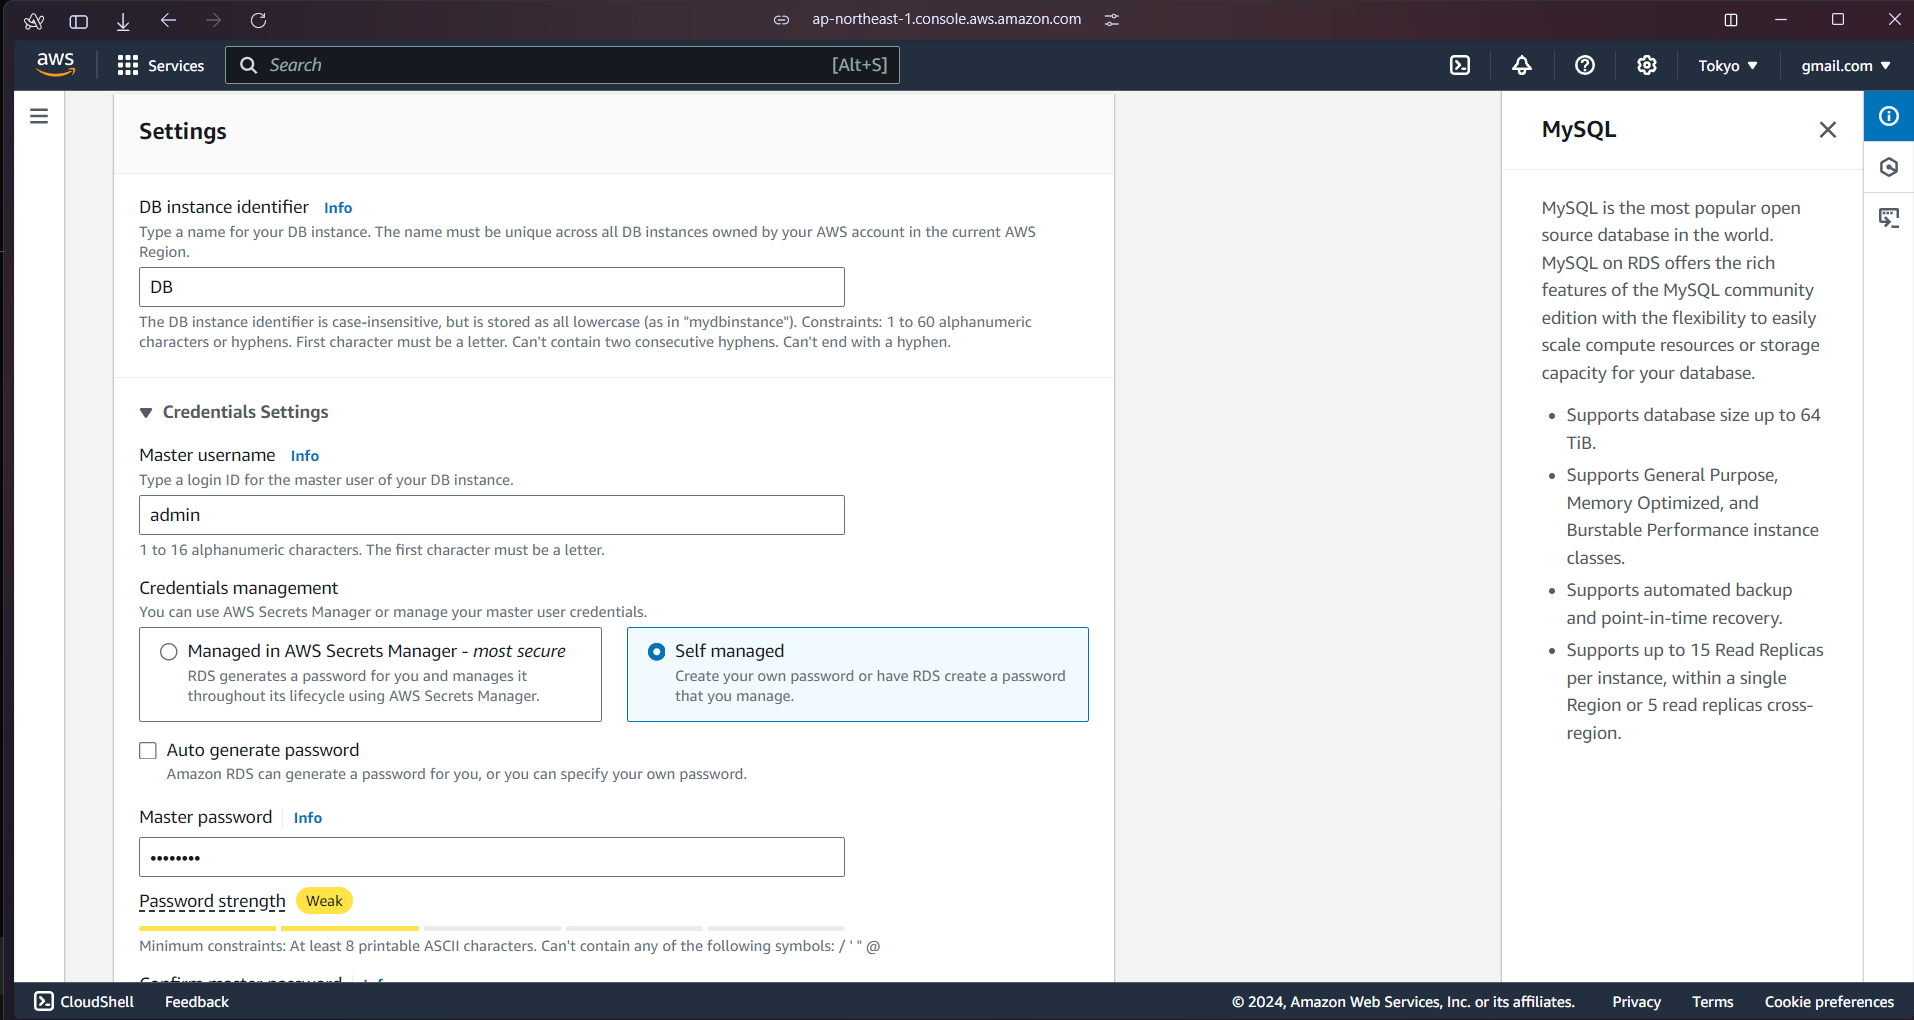 ap-northeast-1.console.aws.amazon.com
aws
Services
Search
[Alt+S]
Tokyo
gmail.com
Settings
DB instance identifier Info
Type a name for your DB instance. The name must be unique across all DB instances owned by your AWS account in the current AWS
Region.
DB
The DB instance identifier is case-insensitive, but is stored as all lowercase (as in "mydbinstance"). Constraints: 1 to 60 alphanumeric
characters or hyphens. First character must be a letter. Can't contain two consecutive hyphens. Can't end with a hyphen.
Credentials Settings
Master username Info
Type a login ID for the master user of your DB instance.
admin
1 to 16 alphanumeric characters. The first character must be a letter.
Credentials management
You can use AWS Secrets Manager or manage your master user credentials.
Managed in AWS Secrets Manager - most secure
RDS generates a password for you and manages it
throughout its lifecycle using AWS Secrets Manager.
Self managed
Create your own password or have RDS create a password
that you manage.
Auto generate password
Amazon RDS can generate a password for you, or you can specify your own password.
Master password Info
••••••••
Password strength Weak
Minimum constraints: At least 8 printable ASCII characters. Can't contain any of the following symbols: / ' " @
Confirm master password Info
MySQL
MySQL is the most popular open
source database in the world.
MySQL on RDS offers the rich
features of the MySQL community
edition with the flexibility to easily
scale compute resources or storage
capacity for your database.
• Supports database size up to 64
TiB.
• Supports General Purpose,
Memory Optimized, and
Burstable Performance instance
classes.
• Supports automated backup
and point-in-time recovery.
• Supports up to 15 Read Replicas
per instance, within a single
Region or 5 read replicas cross-
region.
CloudShell
Feedback
© 2024, Amazon Web Services, Inc. or its affiliates.
Privacy
Terms
Cookie preferences